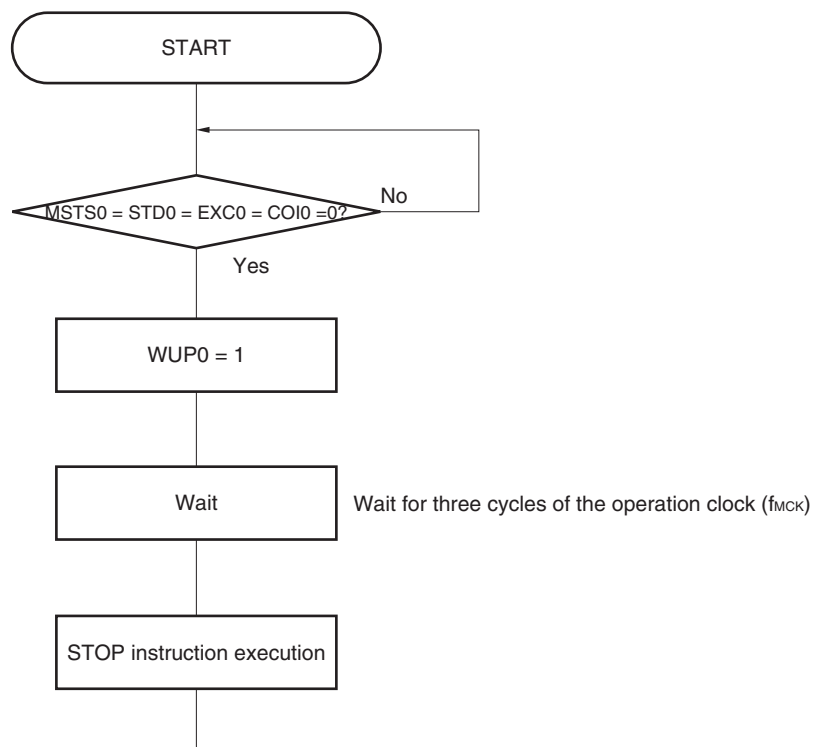 START
MSTS0 = STD0 = EXC0 = COI0 =0?
No
Yes
WUP0 = 1
Wait
Wait for three cycles of the operation clock (fMCK)
STOP instruction execution